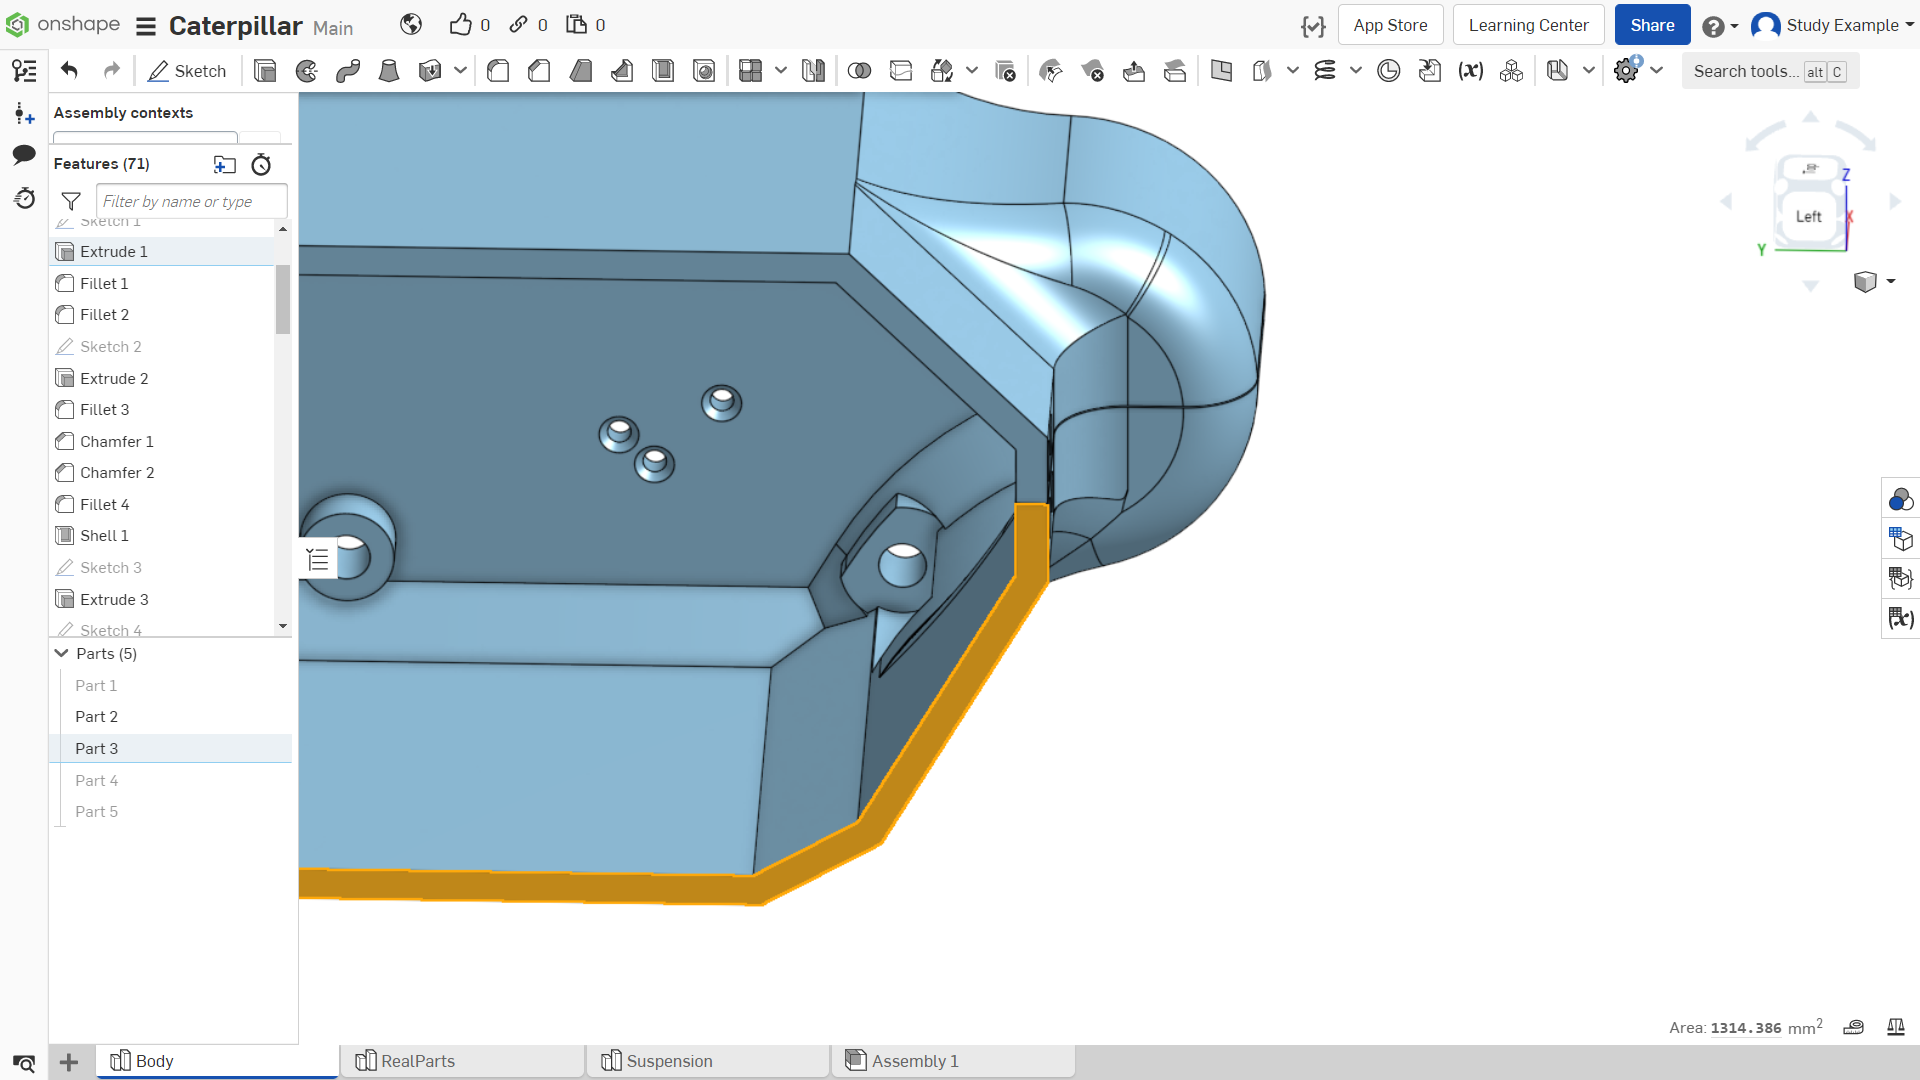 onshape Caterpillar Main 0 0 0 App Store Learning Center Share Study Example
Sketch Search tools... alt C
Assembly contexts
Features (71)
Filter by name or type
Sketch 1
Extrude 1
Fillet 1
Fillet 2
Sketch 2
Extrude 2
Fillet 3
Chamfer 1
Chamfer 2
Fillet 4
Shell 1
Sketch 3
Extrude 3
Sketch 4
Parts (5)
Part 1
Part 2
Part 3
Part 4
Part 5
Z
Left X
Y
Area: 1314.386 mm2
Body RealParts Suspension Assembly 1